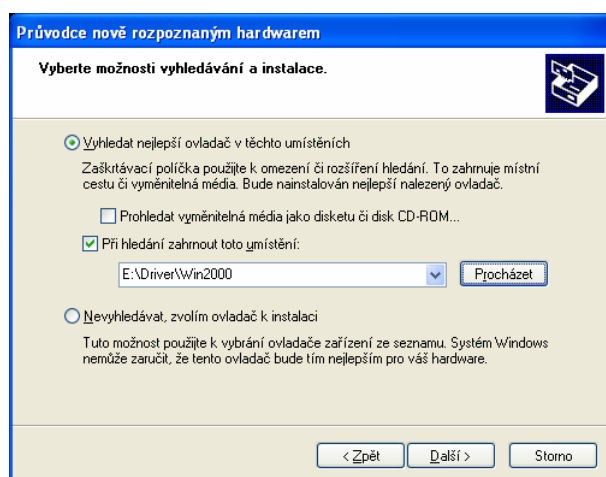 Průvodce nově rozpoznaným hardwarem
Vyberte možnosti vyhledávání a instalace.
Vyhledat nejlepší ovladač v těchto umístěních
Zaškrtávací políčka použijte k omezení či rozšíření hledání. To zahrnuje místní
cestu či vyměnitelná média. Bude nainstalován nejlepší nalezený ovladač.
Prohledat vyměnitelná média jako disketu či disk CD-ROM...
Při hledání zahrnout toto umístění:
E:\Driver\Win2000
Procházet
Nevyhledávat, zvolím ovladač k instalaci
Tuto možnost použijte k vybrání ovladače zařízení ze seznamu. Systém Windows
nemůže zaručit, že tento ovladač bude tím nejlepším pro váš hardware.
< Zpět Další > Storno